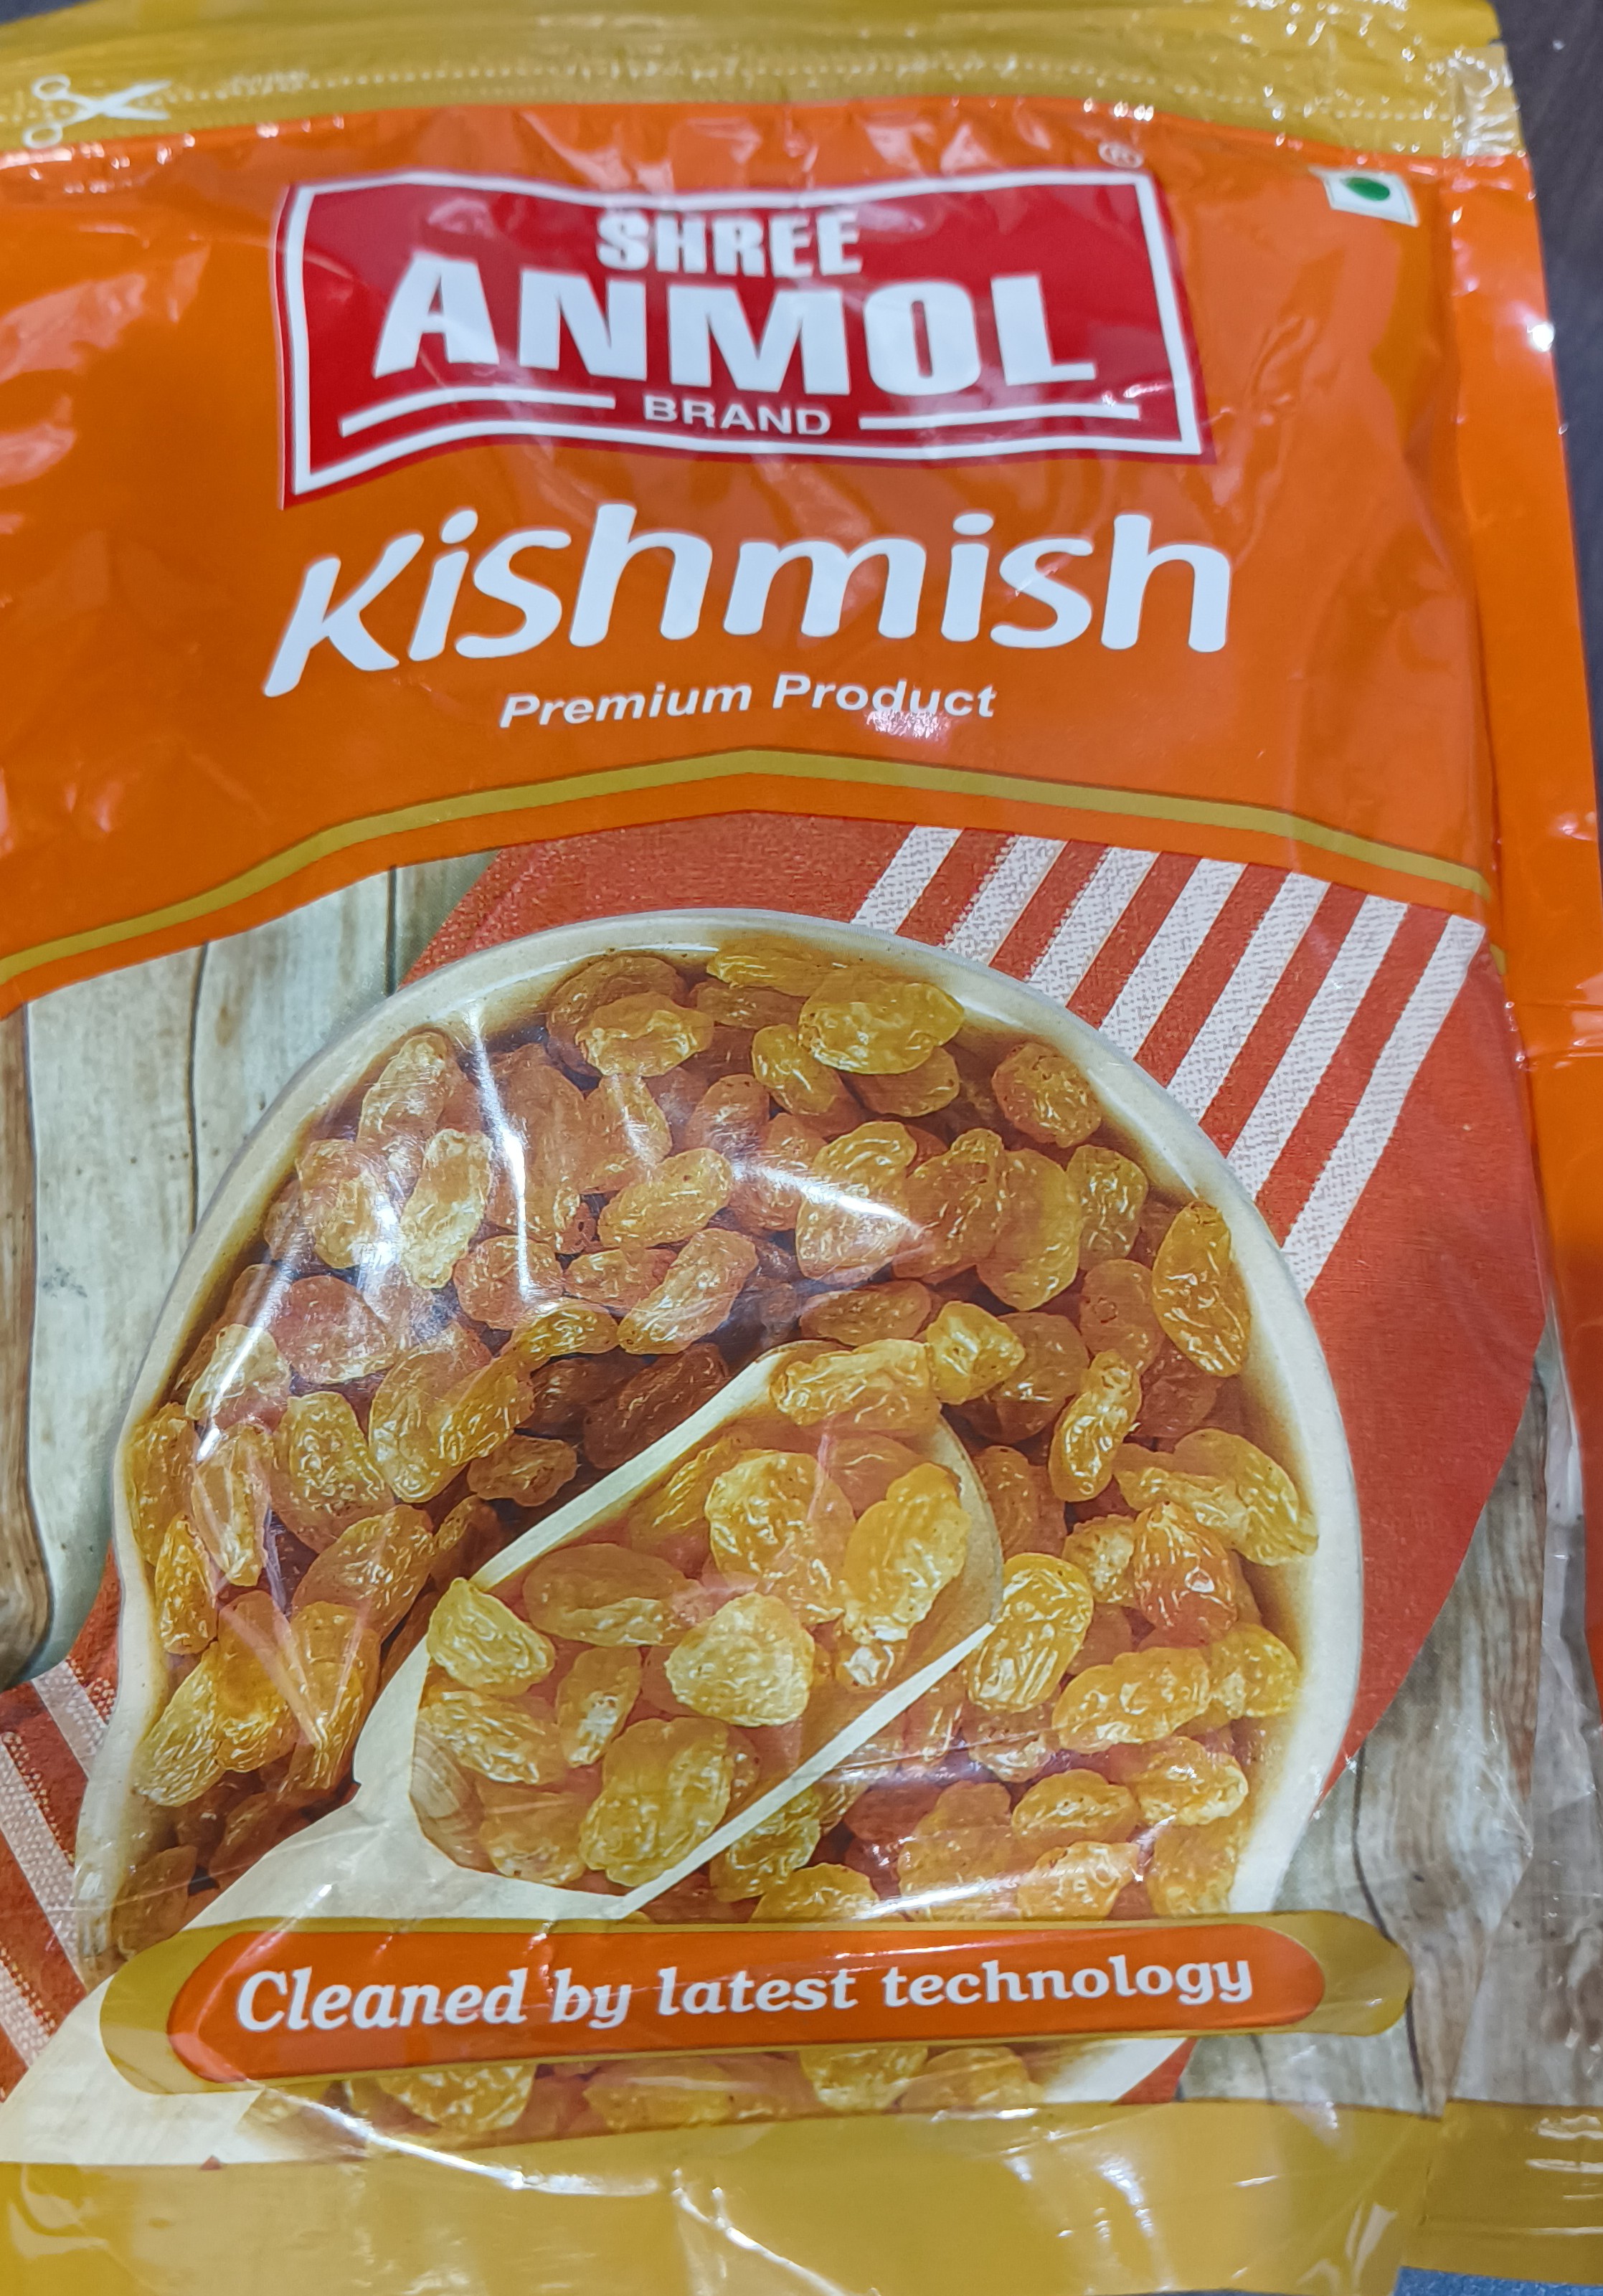 ®
SHREE
ANMOL
BRAND
Kishmish
Premium Product
Cleaned by latest technology